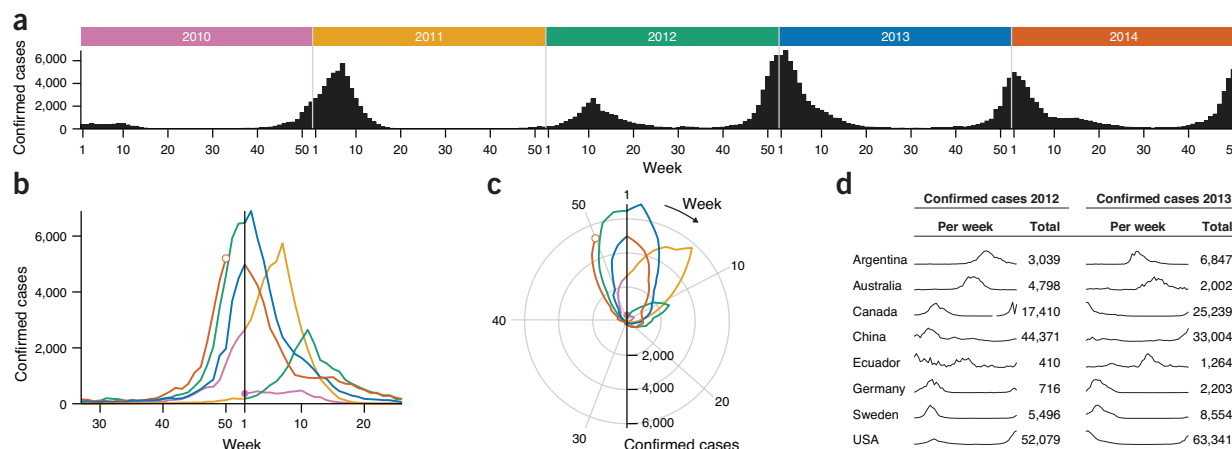 a
2010 2011 2012 2013 2014
Confirmed cases
6,000
4,000
2,000
0
1 10 20 30 40 50 1 10 20 30 40 50 1 10 20 30 40 50 1 10 20 30 40 50 1 10 20 30 40
Week
b
Confirmed cases
6,000
4,000
2,000
0
30 40 50 1 10 20
Week
c
1
50
Week
10
40
2,000
4,000
20
6,000
30
Confirmed cases
d
Confirmed cases 2012 Confirmed cases 2013
Per week Total Per week Total
Argentina 3,039 6,847
Australia 4,798 2,002
Canada 17,410 25,239
China 44,371 33,004
Ecuador 410 1,264
Germany 716 2,203
Sweden 5,496 8,554
USA 52,079 63,341